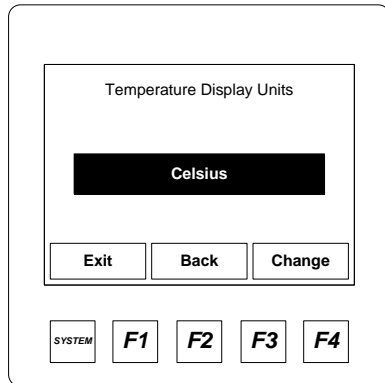 Temperature Display Units
Celsius
Exit Back Change
SYSTEM F1 F2 F3 F4